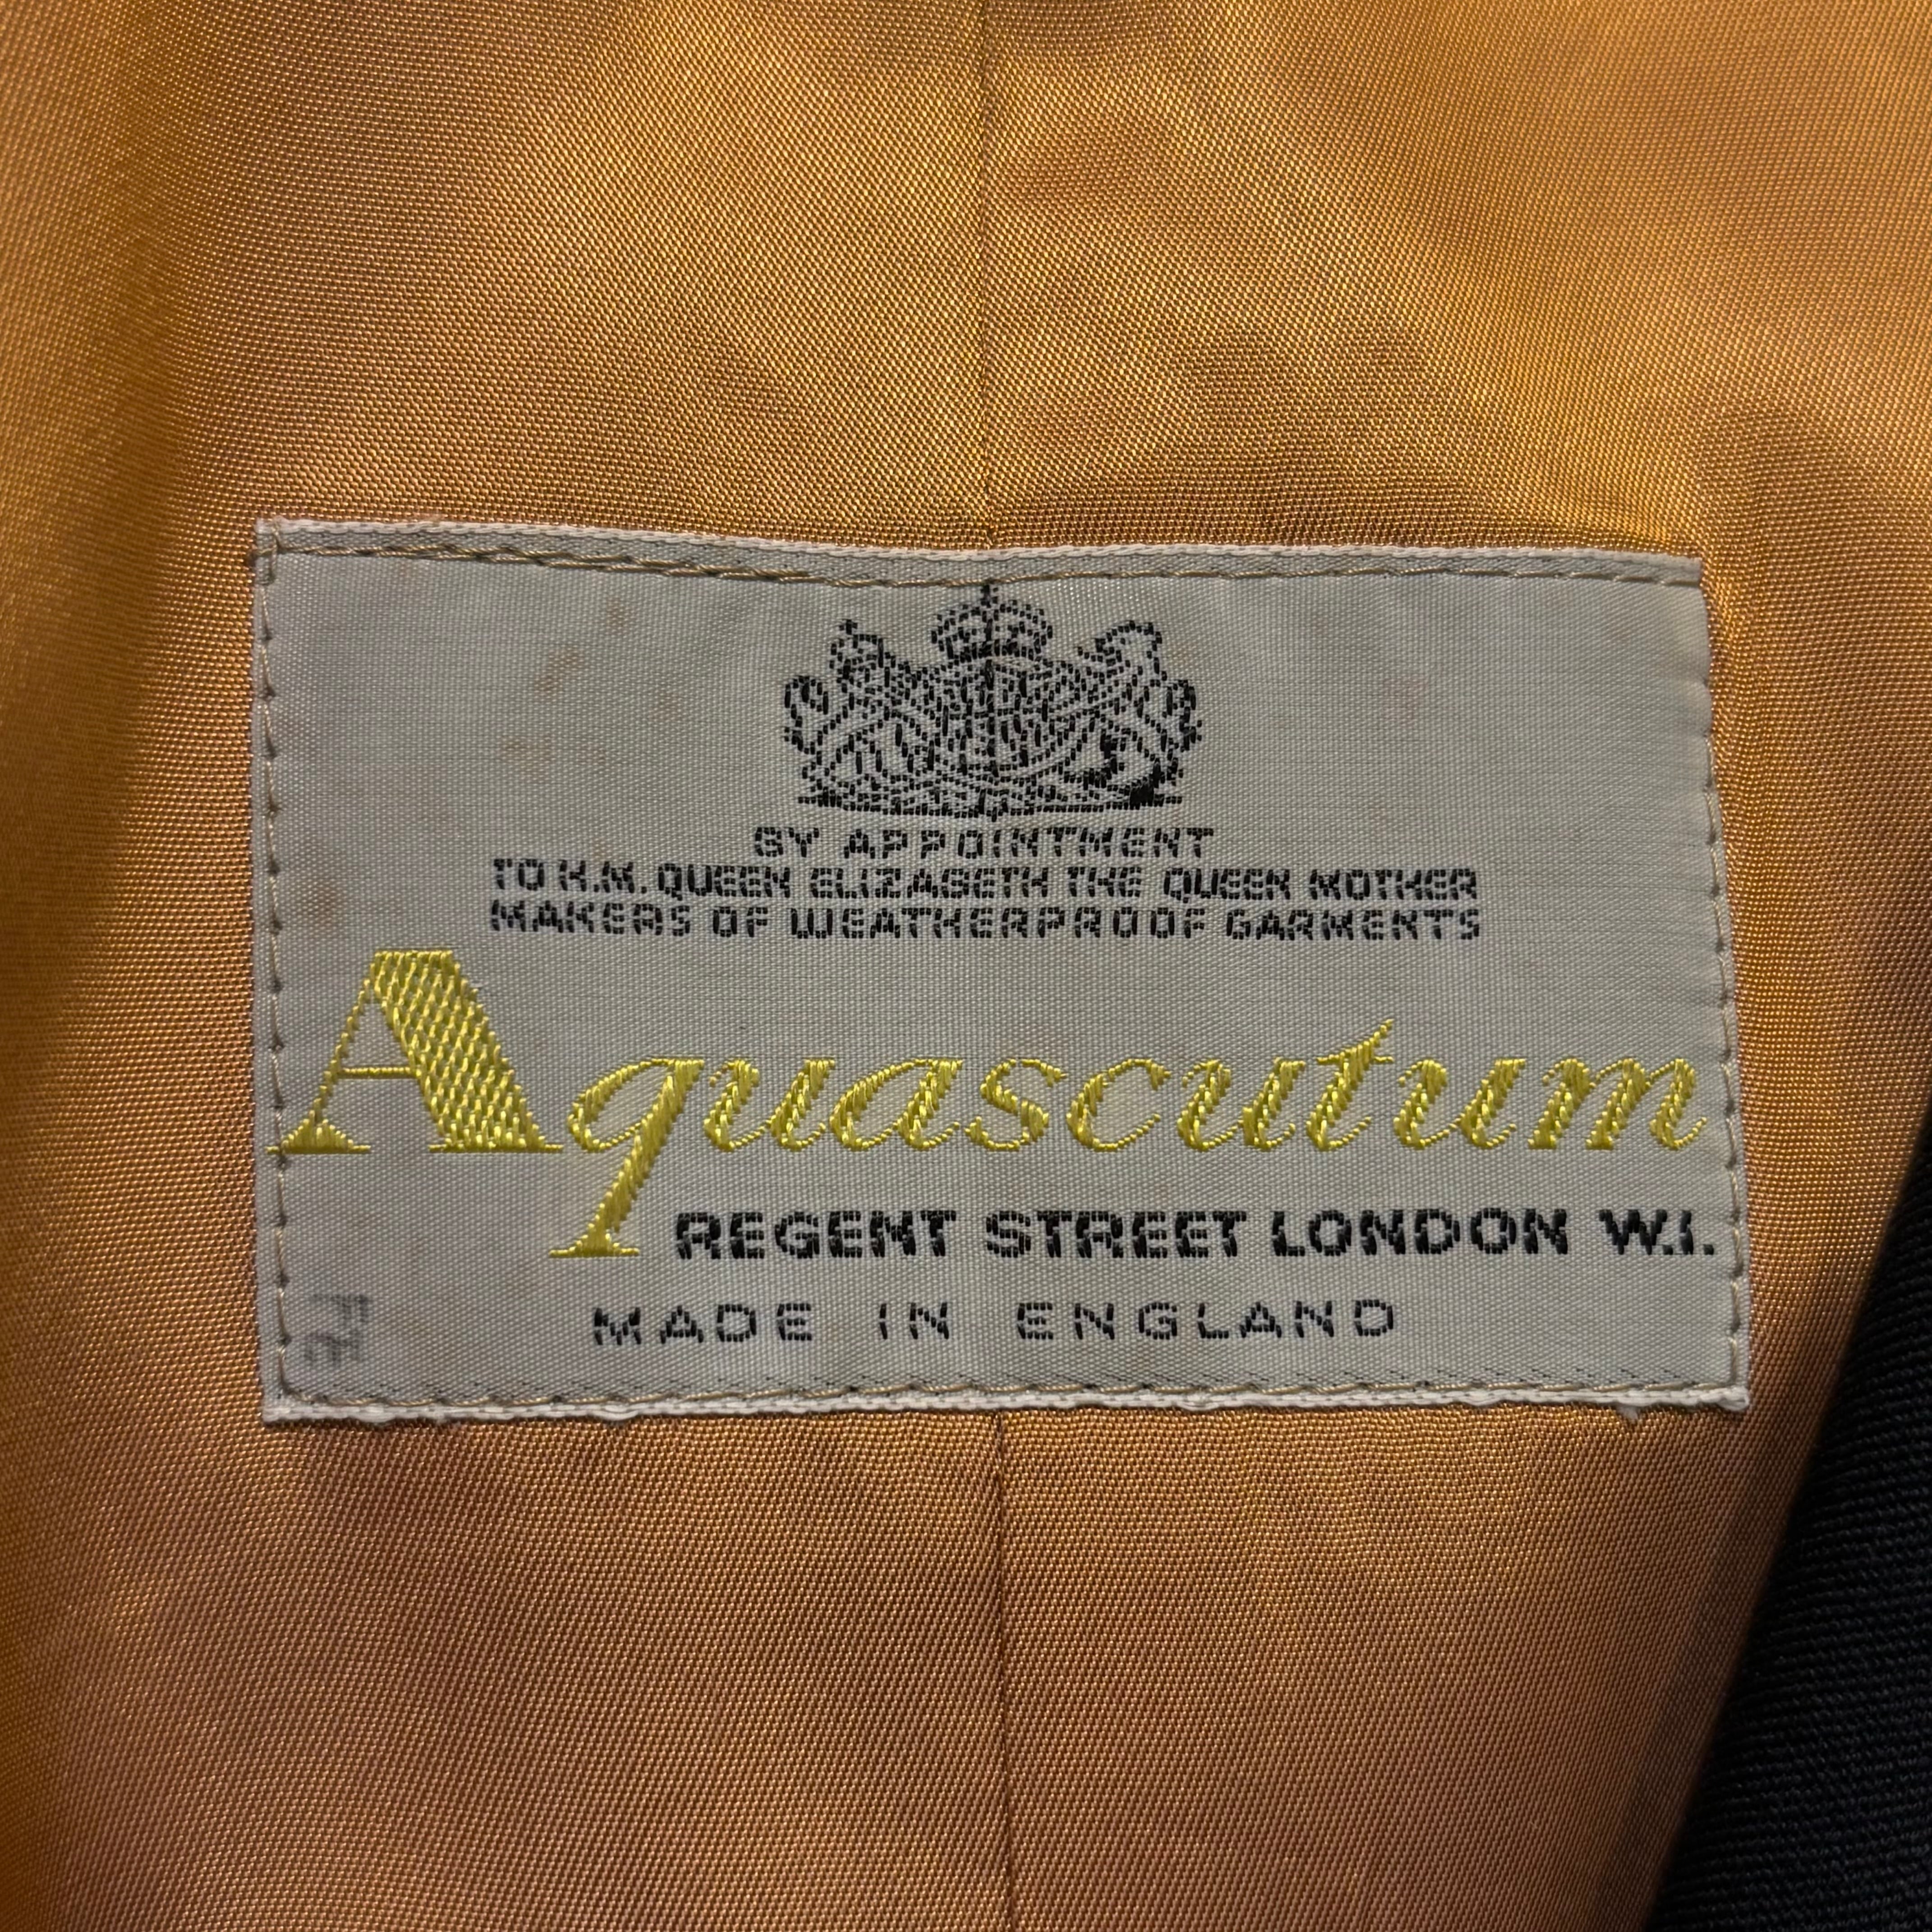 BY APPOINTMENT
TO H.M. QUEEN ELIZABETH THE QUEEN MOTHER
MAKERS OF WEATHERPROOF GARMENTS
Aquascutum
REGENT STREET LONDON W.I.
MADE IN ENGLAND